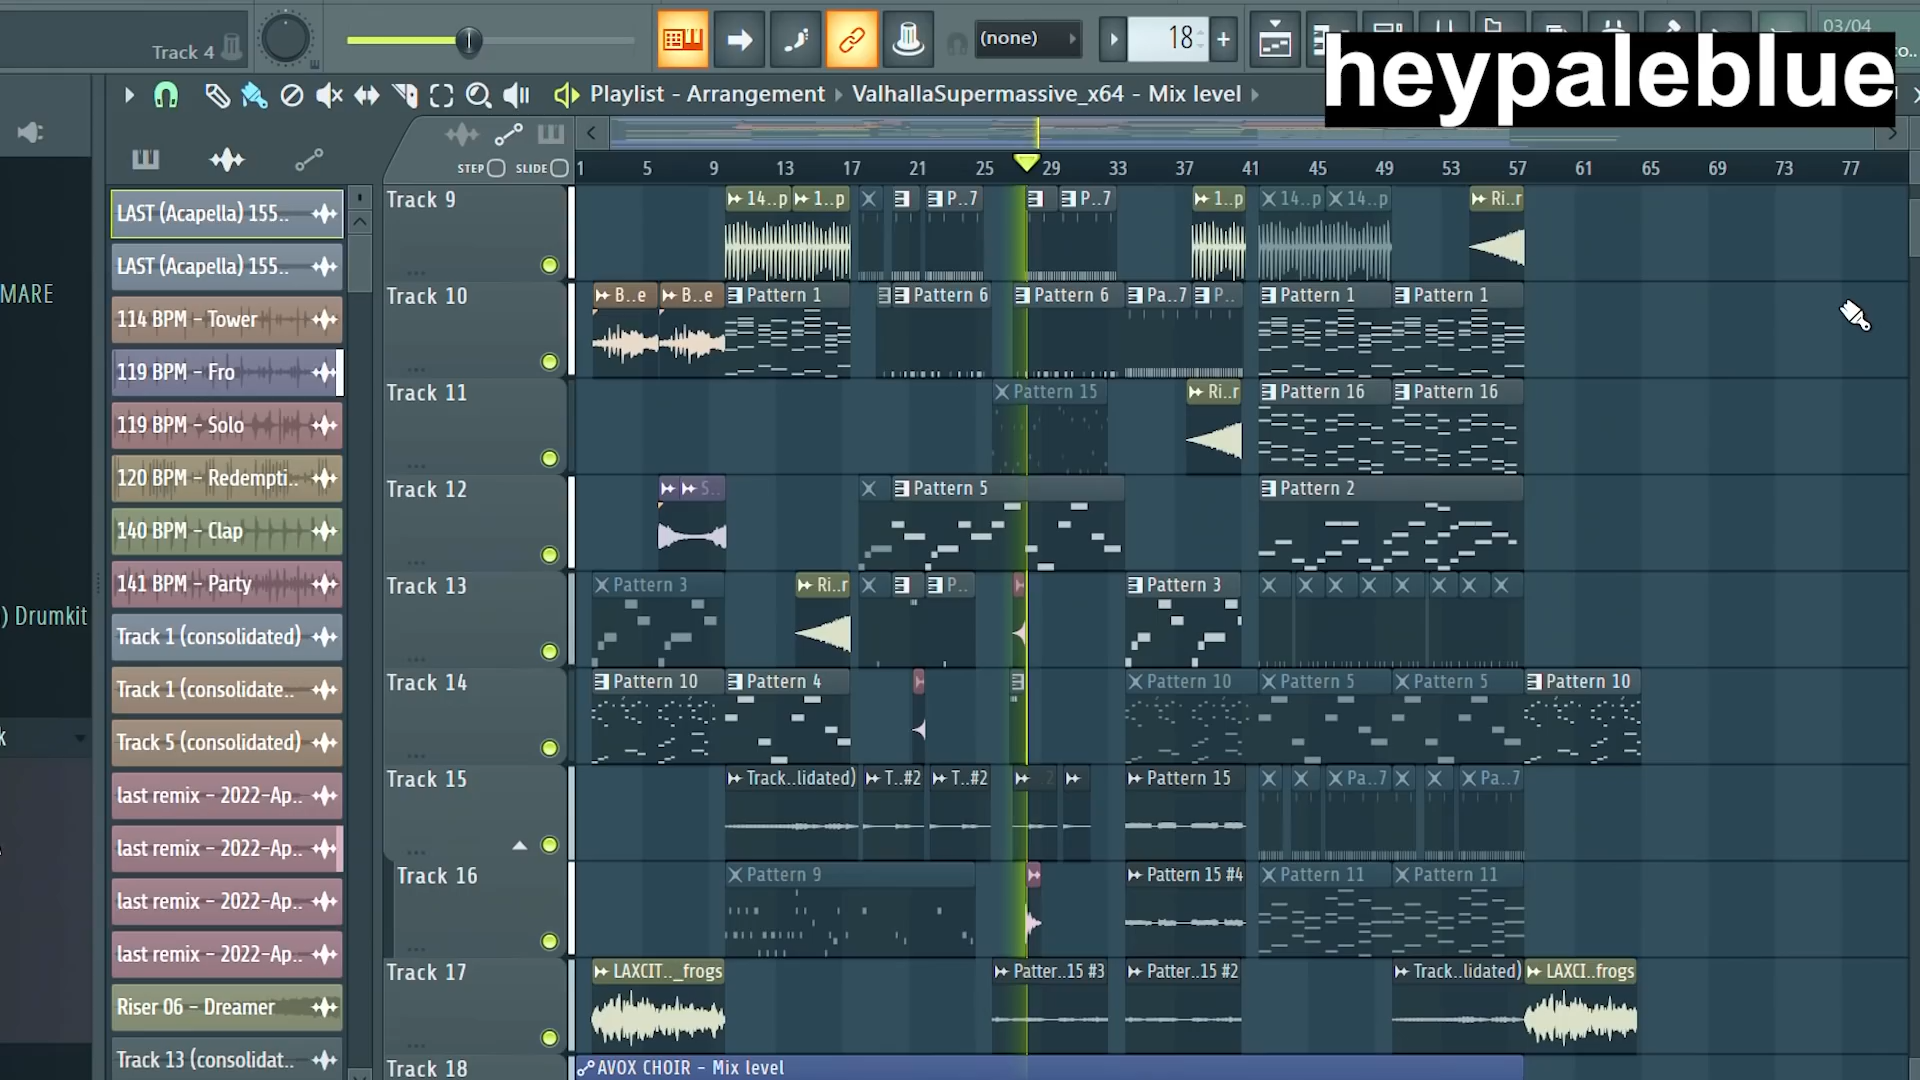 Track 4
(none)
18
03/04
heypaleblue
Playlist - Arrangement
ValhallaSupermassive_x64 - Mix level
STEP
SLIDE
1 5 9 13 17 21 25 29 33 37 41 45 49 53 57 61 65 69 73 77
MARE
) Drumkit
LAST (Acapella) 155..
LAST (Acapella) 155..
114 BPM - Tower
119 BPM - Fro
119 BPM - Solo
120 BPM - Redempti..
140 BPM - Clap
141 BPM - Party
Track 1 (consolidated)
Track 1 (consolidate..
Track 5 (consolidated)
last remix - 2022-Ap..
last remix - 2022-Ap..
last remix - 2022-Ap..
last remix - 2022-Ap..
Riser 06 - Dreamer
Track 13 (consolidat..
Track 9
14..p 1..p P..7 P..7 1..p 14..p 14..p Ri..r
Track 10
B..e B..e Pattern 1 Pattern 6 Pattern 6 Pa..7 P.. Pattern 1 Pattern 1
Track 11
Pattern 15 Ri..r Pattern 16 Pattern 16
Track 12
S.. Pattern 5 Pattern 2
Track 13
Pattern 3 Ri..r P.. Pattern 3
Track 14
Pattern 10 Pattern 4 Pattern 10 Pattern 5 Pattern 5 Pattern 10
Track 15
Track..lidated) T..#2 T..#2 2 Pattern 15 Pa..7 Pa..7
Track 16
Pattern 9 Pattern 15 #4 Pattern 11 Pattern 11
Track 17
LAXCIT.._frogs Patter..15 #3 Patter..15 #2 Track..lidated) LAXCI..frogs
Track 18
AVOX CHOIR - Mix level